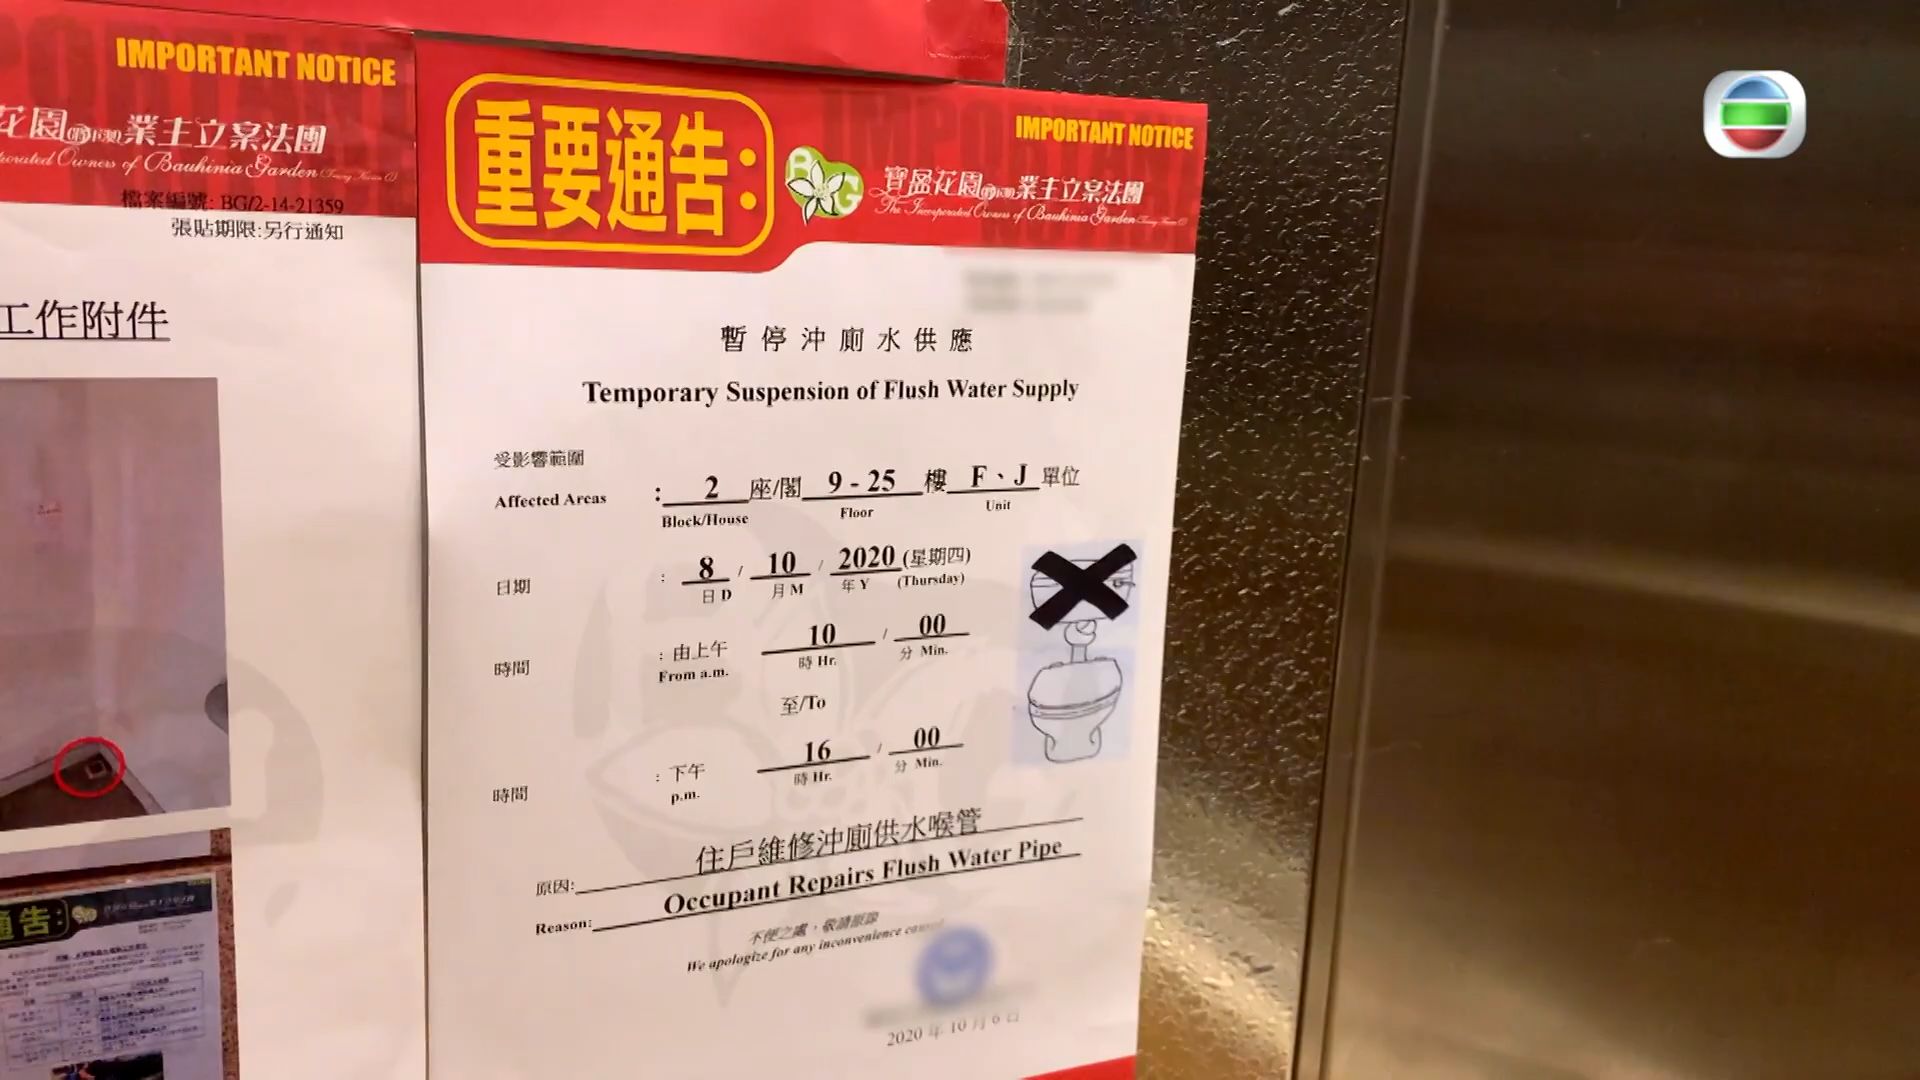 IMPORTANT NOTICE
花園 業主立案法團
Owners of Bauhinia Garden
檔案編號: BG/2-14-21359
張貼期限:另行通知
工作附件
通告:
重要通告:
IMPORTANT NOTICE
BG
寶盈花園 業主立案法團
The Incorporated Owners of Bauhinia Garden
暫停沖廁水供應
Temporary Suspension of Flush Water Supply
受影響範圍
Affected Areas : 2 座/閣 9 - 25 樓 F、J 單位
Block/House Floor Unit
日期 : 8 / 10 / 2020 (星期四)
日 D 月 M 年 Y (Thursday)
時間 : 由上午 10 / 00
From a.m. 時 Hr. 分 Min.
至/To
時間 : 下午 16 / 00
p.m. 時 Hr. 分 Min.
原因: 住戶維修沖廁供水喉管
Reason: Occupant Repairs Flush Water Pipe
不便之處，敬請原諒
We apologize for any inconvenience caused
2020 年 10 月 6 日